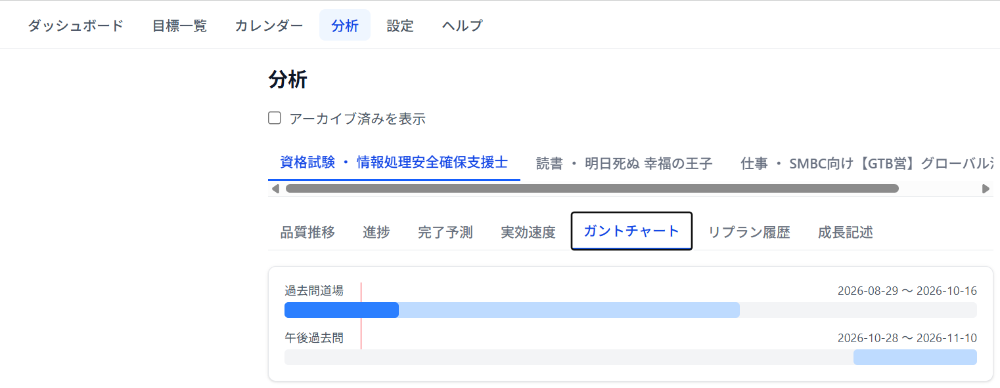 ダッシュボード 目標一覧 カレンダー 分析 設定 ヘルプ
分析
アーカイブ済みを表示
資格試験 ・ 情報処理安全確保支援士 読書 ・ 明日死ぬ 幸福の王子 仕事 ・ SMBC向け【GTB営】グローバル
品質推移 進捗 完了予測 実効速度 ガントチャート リプラン履歴 成長記述
過去問道場 2026-08-29 〜 2026-10-16
午後過去問 2026-10-28 〜 2026-11-10